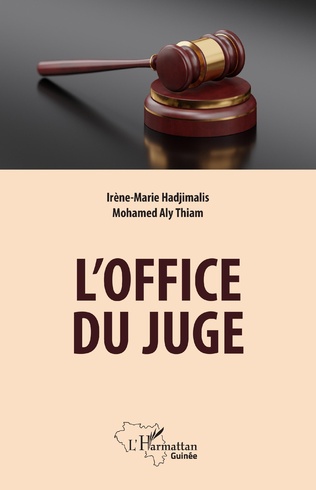 Irène-Marie Hadjimalis
Mohamed Aly Thiam
L'OFFICE
DU JUGE
L'Harmattan
Guinée